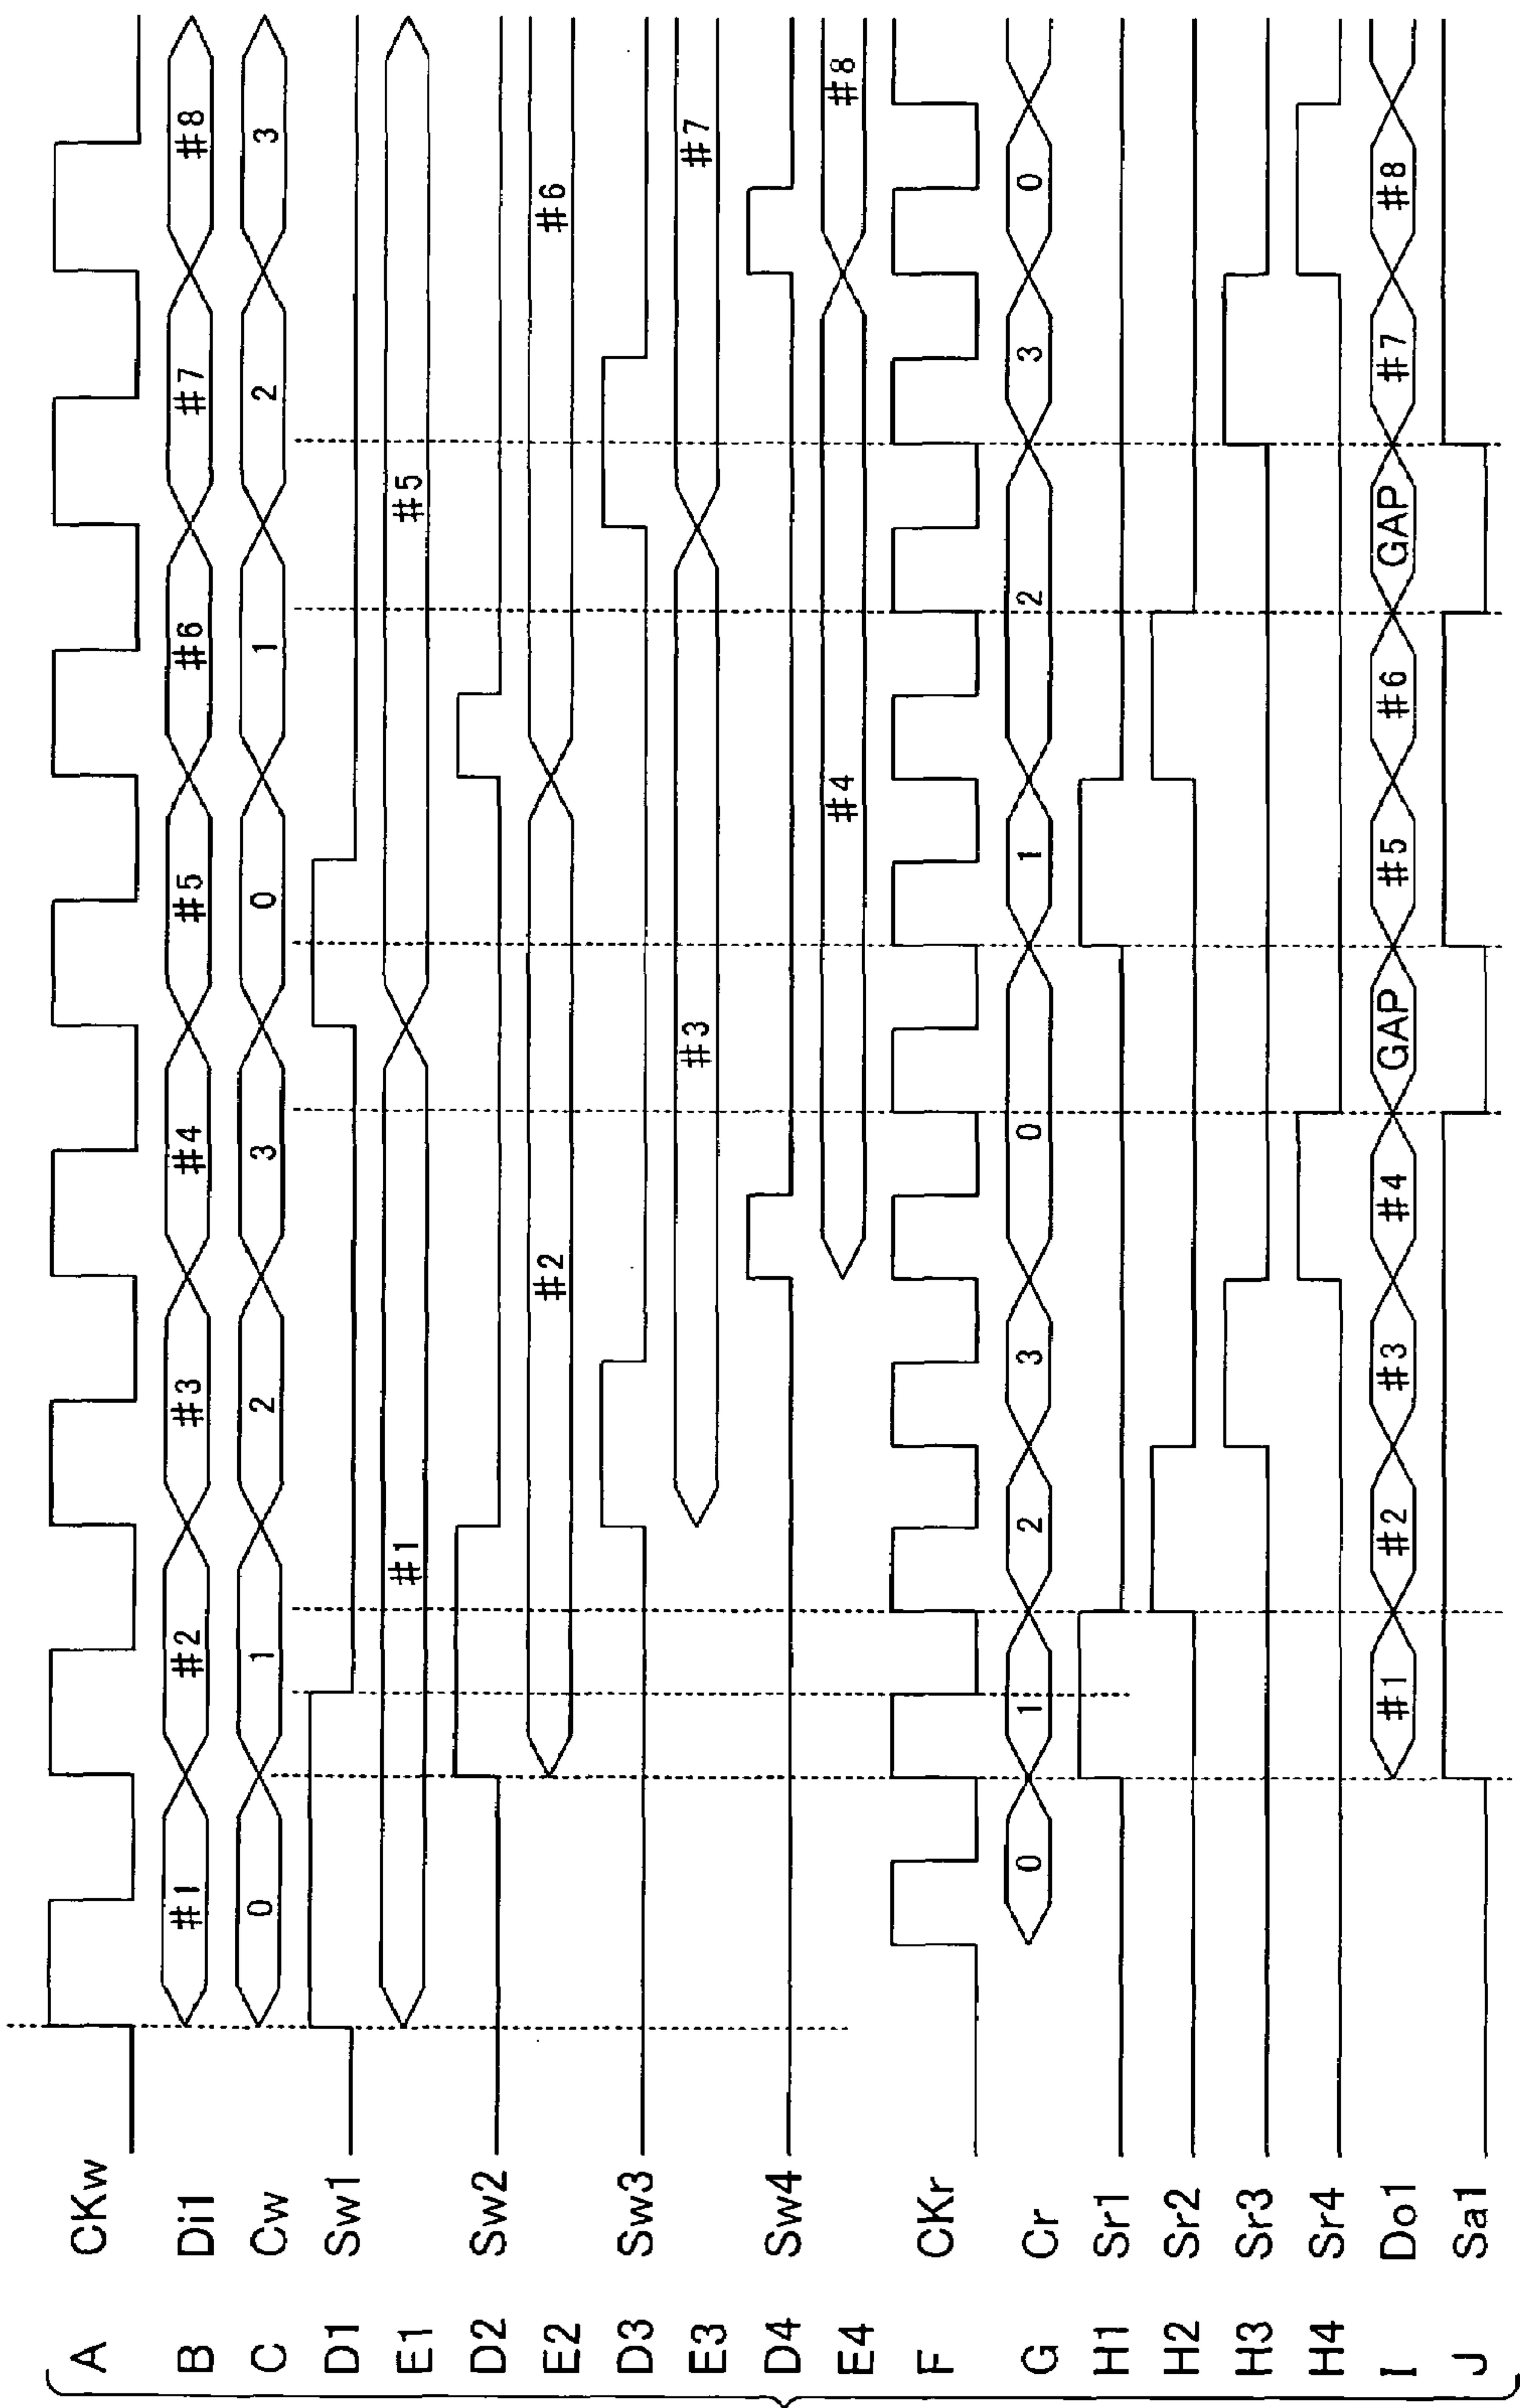 A CKw
B Di1 #1 #2 #3 #4 #5 #6 #7 #8
C Cw 0 1 2 3 0 1 2 3
D1 Sw1
E1 #1 #5
D2 Sw2
E2 #2 #6
D3 Sw3
E3 #3 #7
D4 Sw4
E4 #4 #8
F CKr
G Cr 0 1 2 3 0 1 2 3 0
H1 Sr1
H2 Sr2
H3 Sr3
H4 Sr4
I Do1 #1 #2 #3 #4 GAP #5 #6 GAP #7 #8
J Sa1